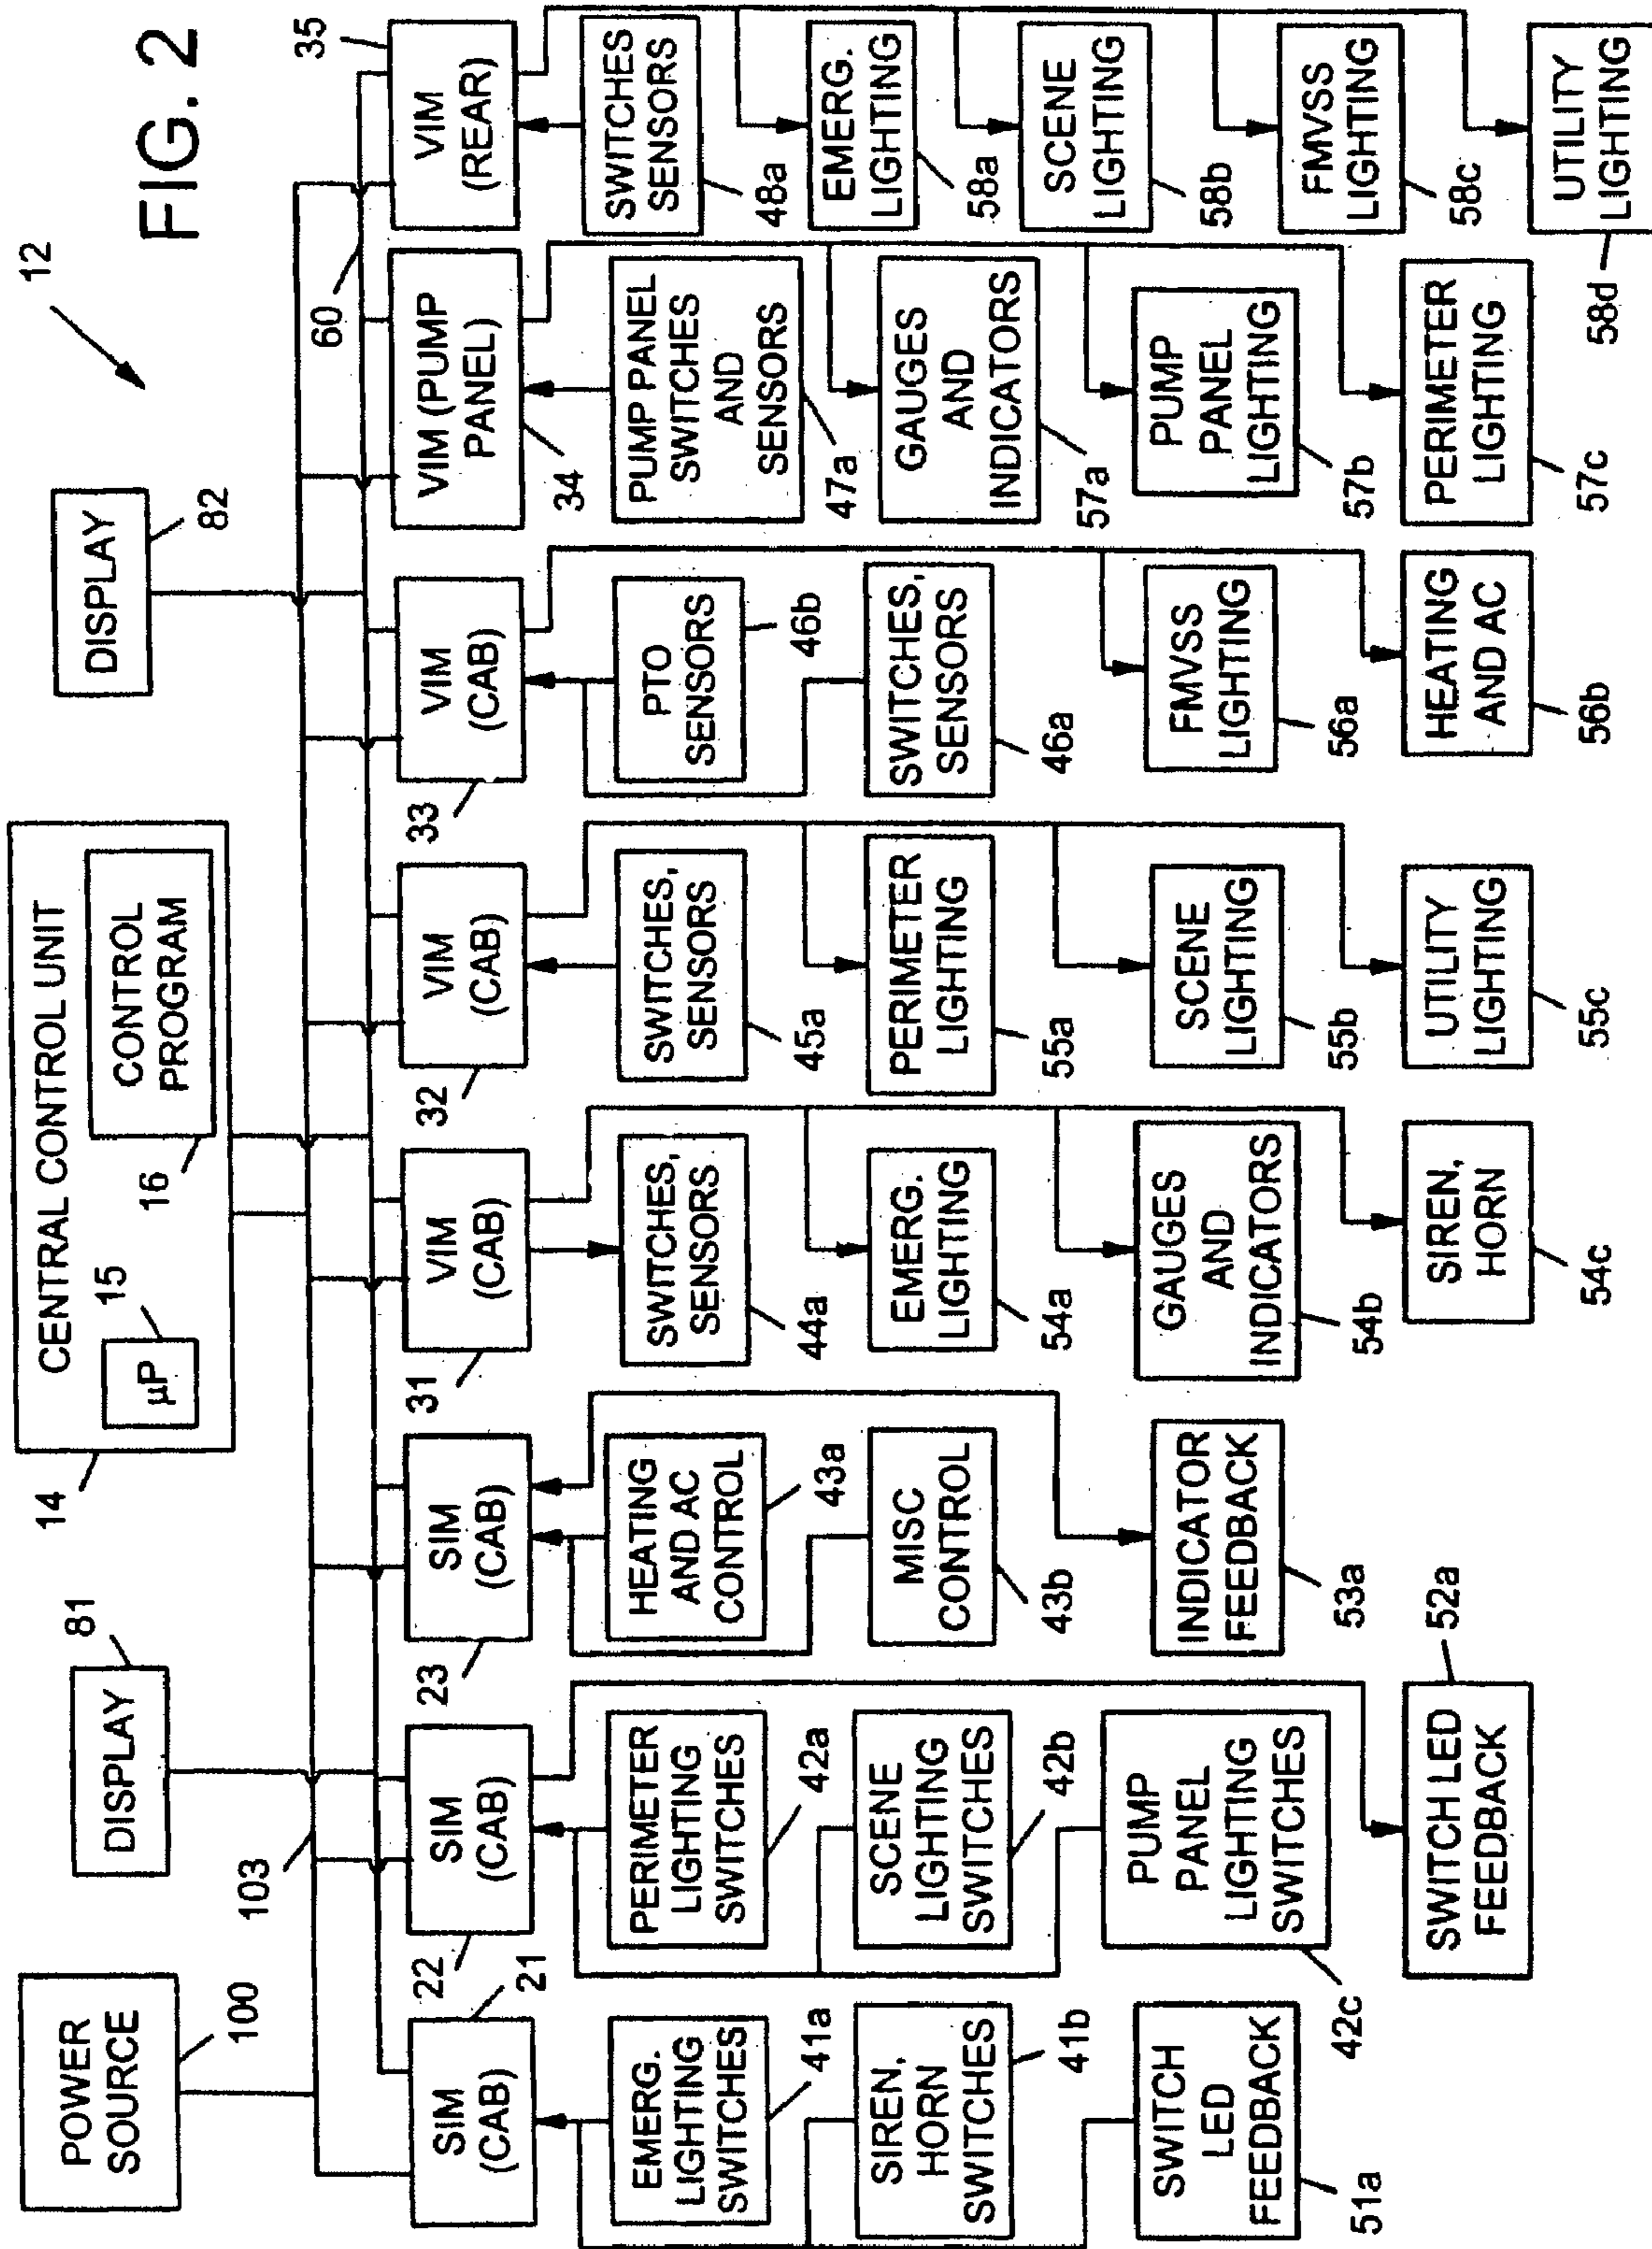 FIG. 2
12
POWER
SOURCE
100
DISPLAY
81
103
14
CENTRAL CONTROL UNIT
µP
15
CONTROL
PROGRAM
16
DISPLAY
82
60
SIM
(CAB)
21
EMERG.
LIGHTING
SWITCHES
41a
SIREN,
HORN
SWITCHES
41b
SWITCH
LED
FEEDBACK
51a
SIM
(CAB)
22
PERIMETER
LIGHTING
SWITCHES
42a
SCENE
LIGHTING
SWITCHES
42b
PUMP
PANEL
LIGHTING
SWITCHES
42c
SWITCH LED
FEEDBACK
52a
SIM
(CAB)
23
HEATING
AND AC
CONTROL
43a
MISC
CONTROL
43b
INDICATOR
FEEDBACK
53a
VIM
(CAB)
31
SWITCHES,
SENSORS
44a
EMERG.
LIGHTING
54a
GAUGES
AND
INDICATORS
54b
SIREN,
HORN
54c
VIM
(CAB)
32
SWITCHES,
SENSORS
45a
PERIMETER
LIGHTING
55a
SCENE
LIGHTING
55b
UTILITY
LIGHTING
55c
VIM
(CAB)
33
PTO
SENSORS
46b
SWITCHES,
SENSORS
46a
FMVSS
LIGHTING
56a
HEATING
AND AC
56b
VIM (PUMP
PANEL)
34
PUMP PANEL
SWITCHES
AND
SENSORS
47a
GAUGES
AND
INDICATORS
57a
PUMP
PANEL
LIGHTING
57b
PERIMETER
LIGHTING
57c
VIM
(REAR)
35
SWITCHES
SENSORS
48a
EMERG.
LIGHTING
58a
SCENE
LIGHTING
58b
FMVSS
LIGHTING
58c
UTILITY
LIGHTING
58d